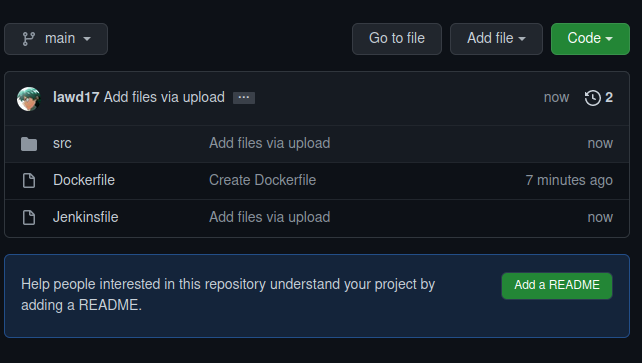 main
Go to file
Add file
Code
lawd17 Add files via upload
now
2
src
Add files via upload
now
Dockerfile
Create Dockerfile
7 minutes ago
Jenkinsfile
Add files via upload
now
Help people interested in this repository understand your project by
adding a README.
Add a README